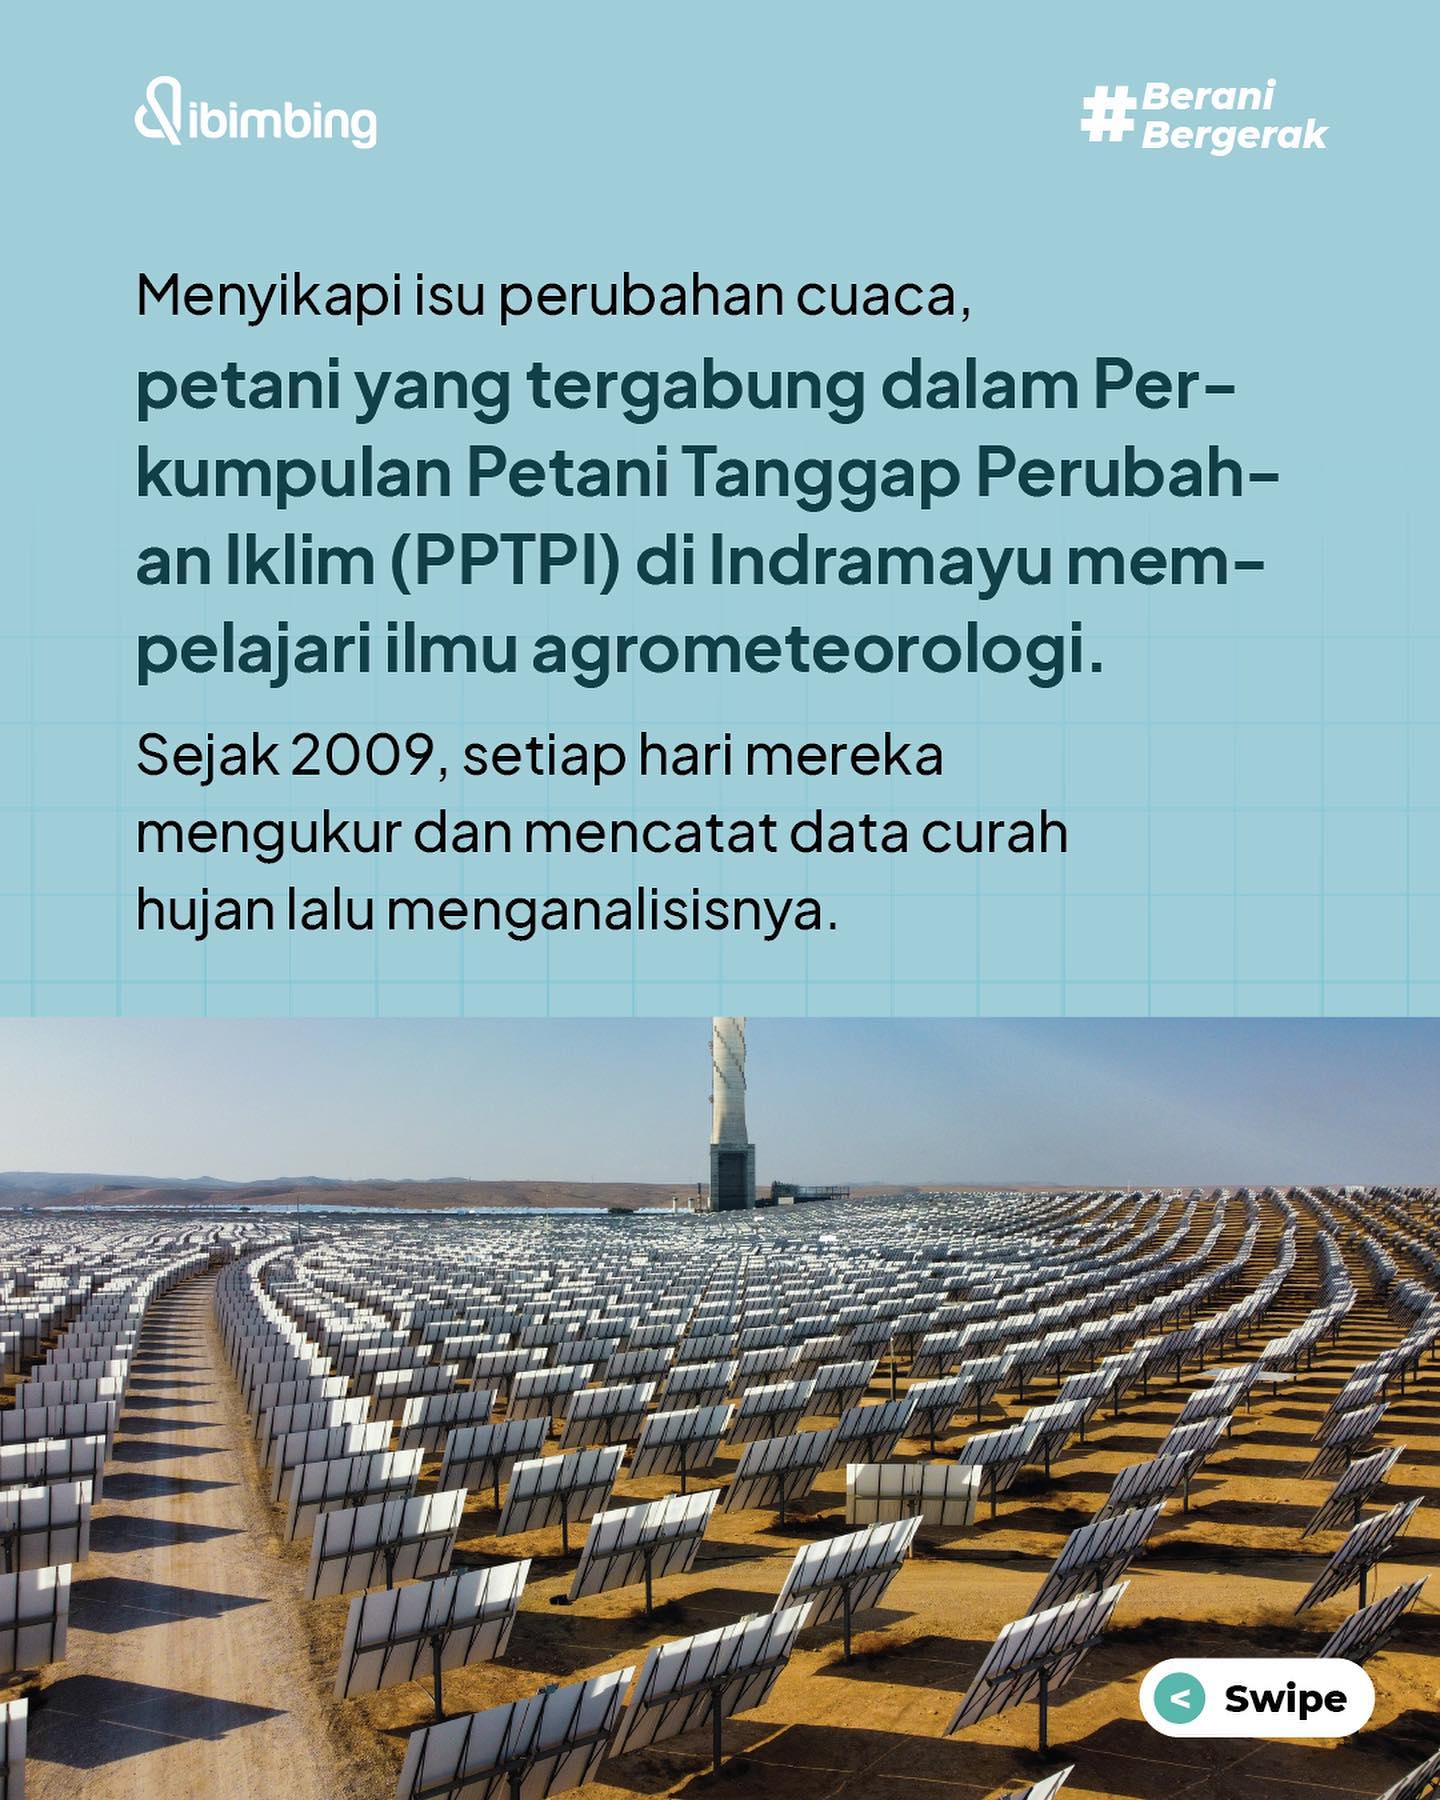 dibimbing
#Berani
Bergerak
Menyikapi isu perubahan cuaca,
petani yang tergabung dalam Per-
kumpulan Petani Tanggap Perubah-
an Iklim (PPTPI) di Indramayu mem-
pelajari ilmu agrometeorologi.
Sejak 2009, setiap hari mereka
mengukur dan mencatat data curah
hujan lalu menganalisisnya.
< Swipe